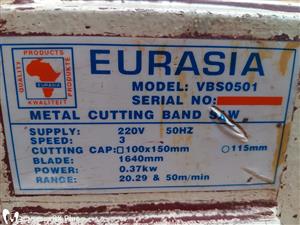 QUALITY PRODUCTS
KWALITEIT PRODUKTE
EURASIA
MODEL: VBS0501
SERIAL NO:
METAL CUTTING BAND SAW
SUPPLY: 220V 50HZ
SPEED: 3
CUTTING CAP: □100x150mm ○115mm
BLADE: 1640mm
POWER: 0.37kw
RANGE: 20.29 & 50m/min